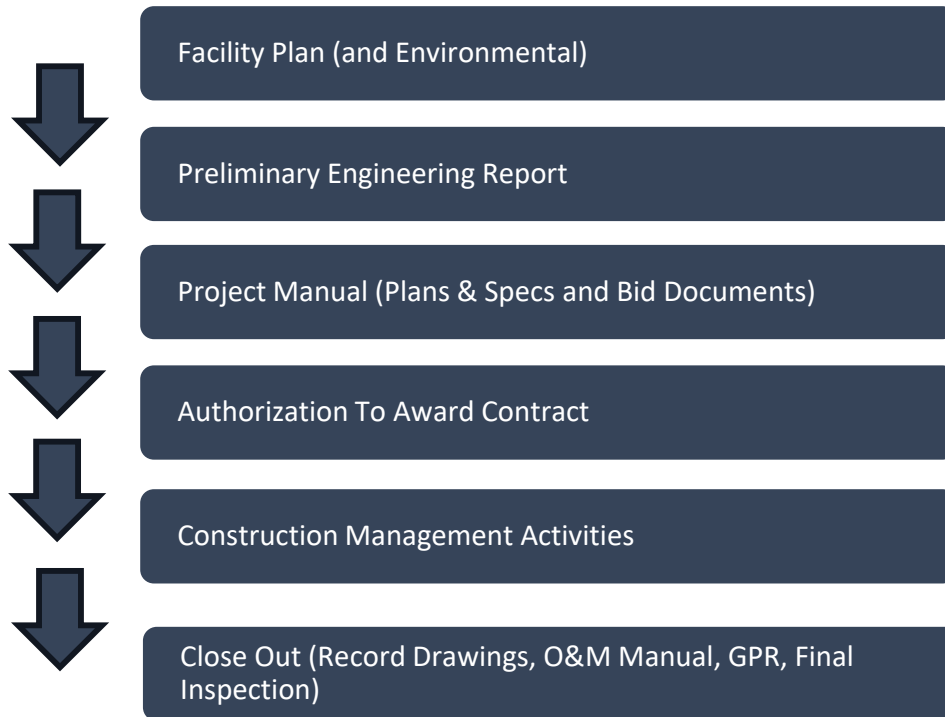 Facility Plan (and Environmental)
Preliminary Engineering Report
Project Manual (Plans & Specs and Bid Documents)
Authorization To Award Contract
Construction Management Activities
Close Out (Record Drawings, O&M Manual, GPR, Final
Inspection)